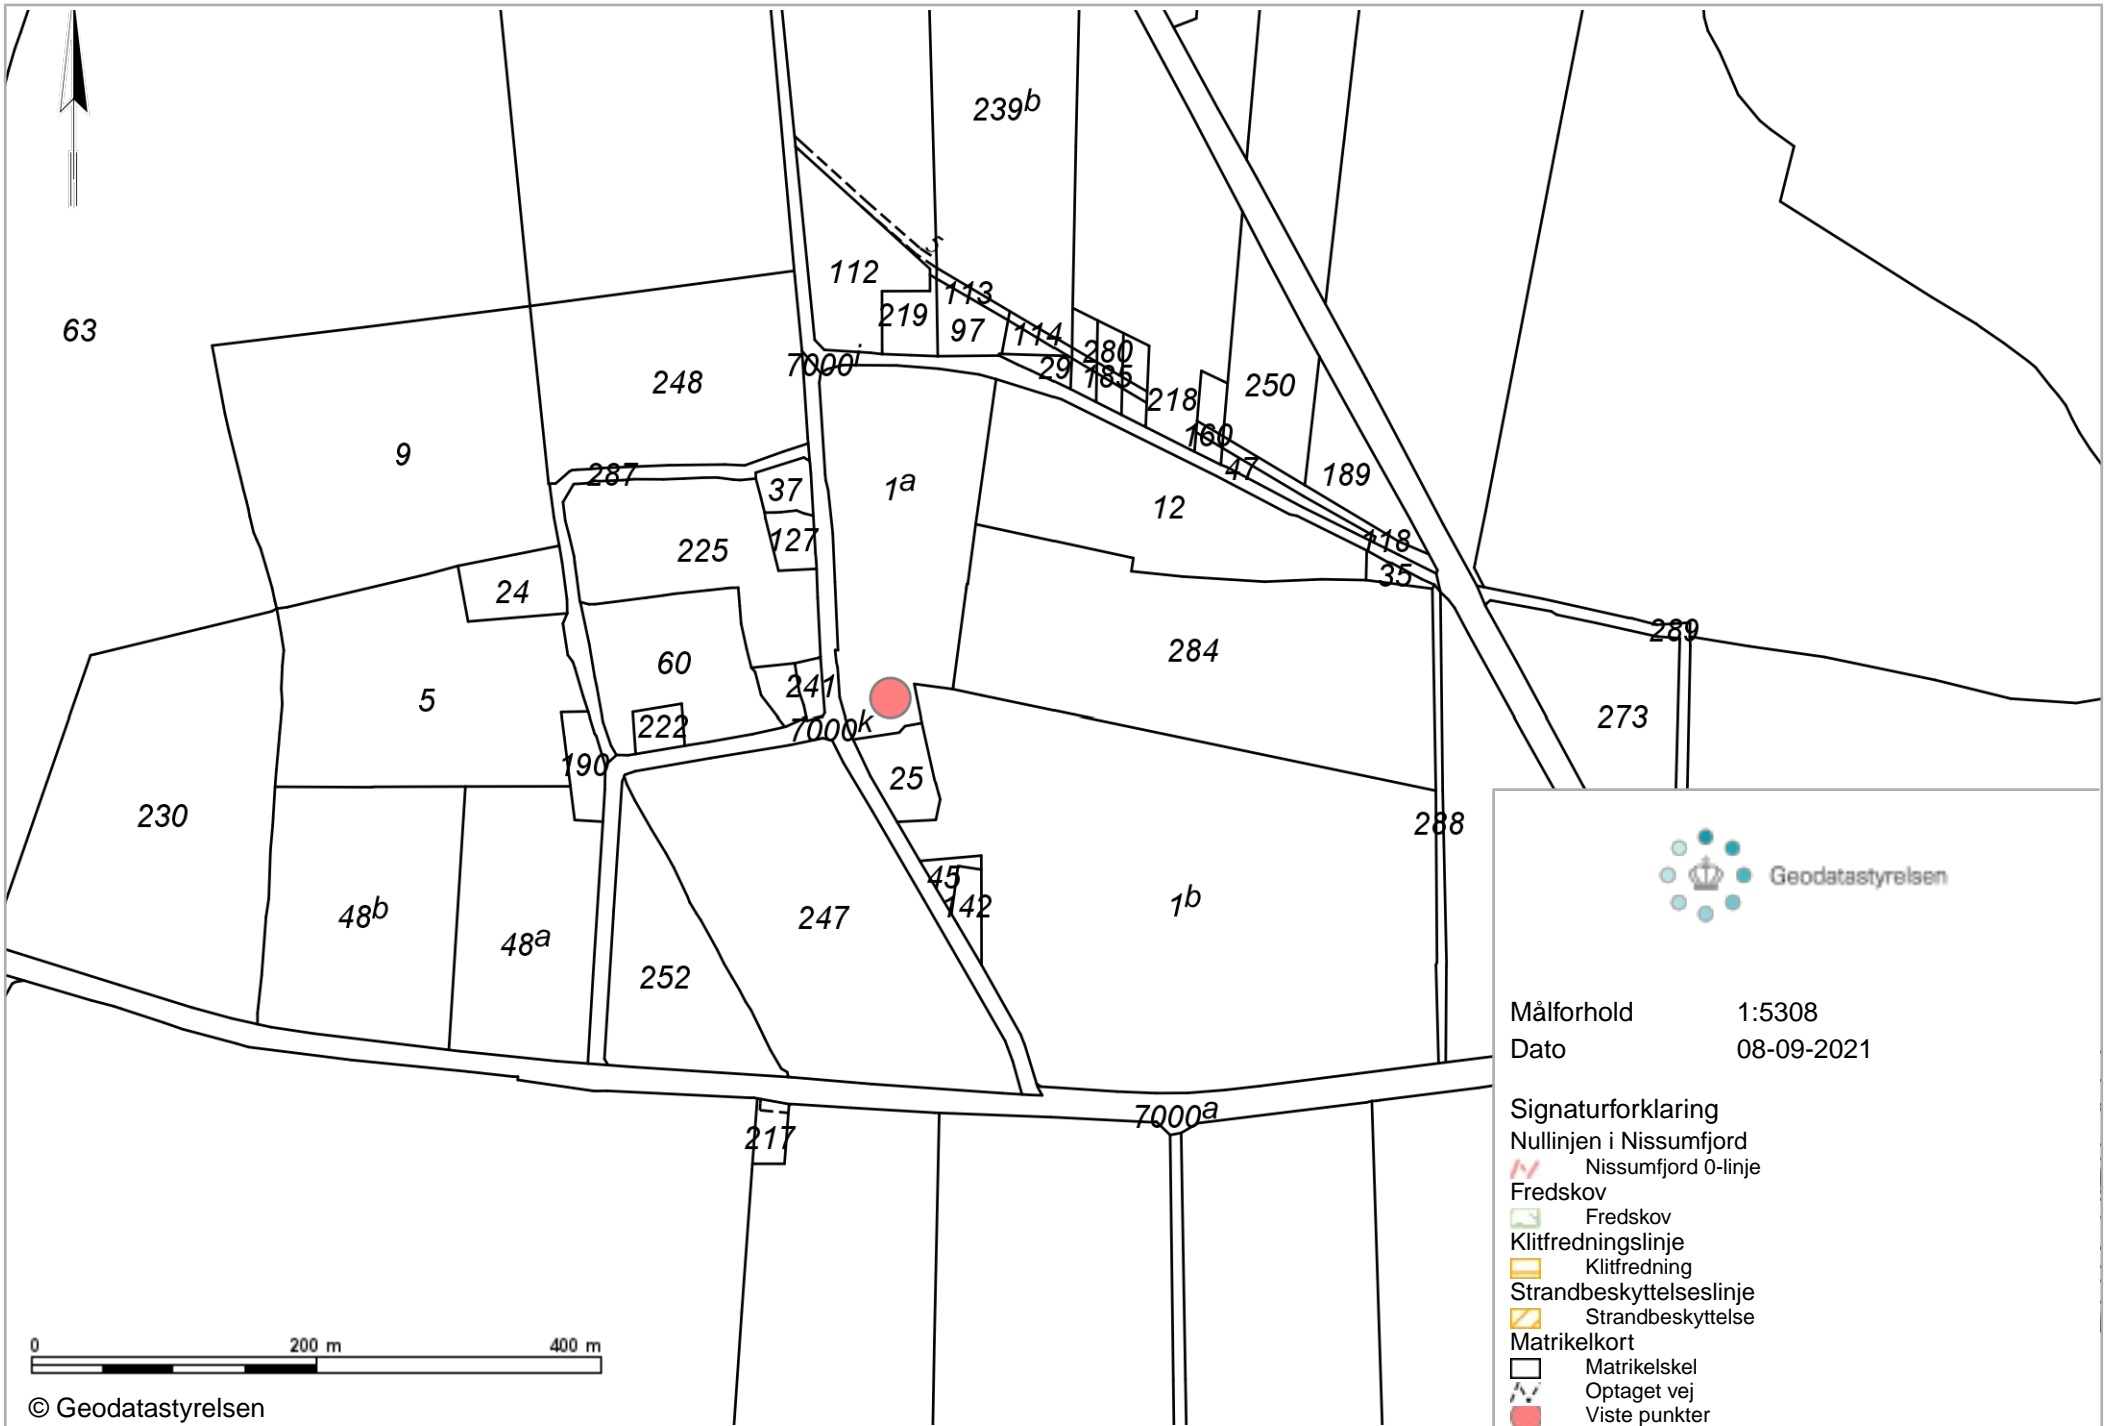 239b
63
112
113
219
97
114
280
29
185
7000i
248
218
250
160
9
287
37
1a
47
189
12
127
225
118
35
24
60
284
289
241
5
222
7000k
273
190
25
230
288
45
142
1b
48b
247
48a
252
7000a
217
s
0 200 m 400 m
© Geodatastyrelsen
Geodatastyrelsen
Målforhold 1:5308
Dato 08-09-2021
Signaturforklaring
Nullinjen i Nissumfjord
Nissumfjord 0-linje
Fredskov
Fredskov
Klitfredningslinje
Klitfredning
Strandbeskyttelseslinje
Strandbeskyttelse
Matrikelkort
Matrikelskel
Optaget vej
Viste punkter